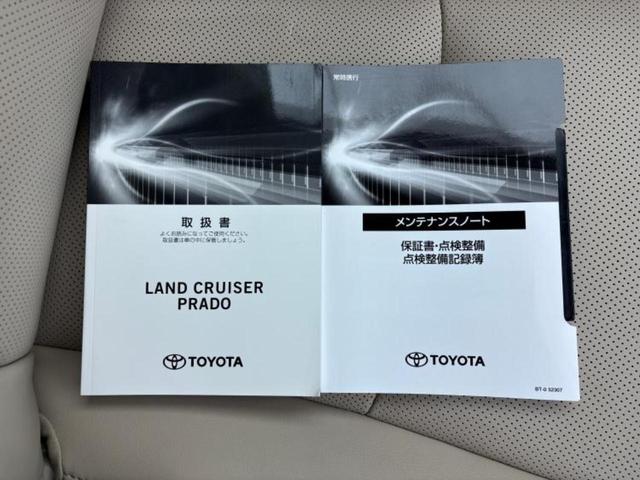 取扱書
よくお読みになってご使用ください。
取扱書は車の中に保管しましょう。
LAND CRUISER
PRADO
TOYOTA
常時携行
メンテナンスノート
保証書・点検整備
点検整備記録簿
TOYOTA